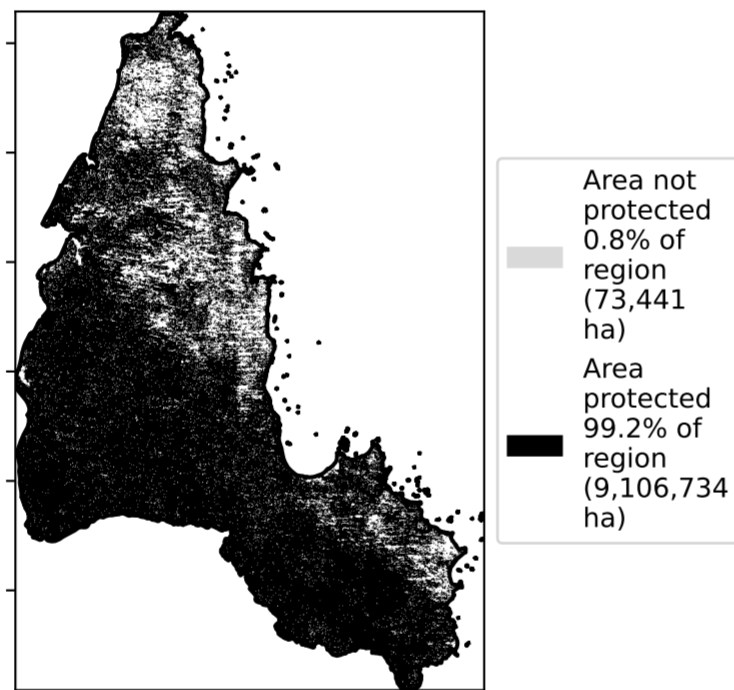 Area not
protected
0.8% of
region
(73,441
ha)
Area
protected
99.2% of
region
(9,106,734
ha)